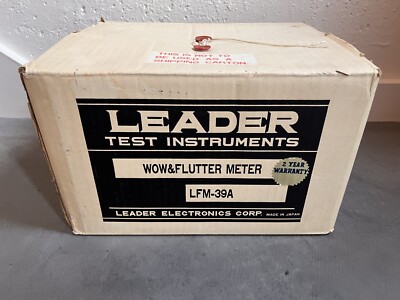 THIS IS NOT TO
BE USED AS A
SHIPPING CARTON.
LEADER
TEST INSTRUMENTS
WOW&FLUTTER METER
2 YEAR
WARRANTY
LFM-39A
LEADER ELECTRONICS CORP. MADE IN JAPAN